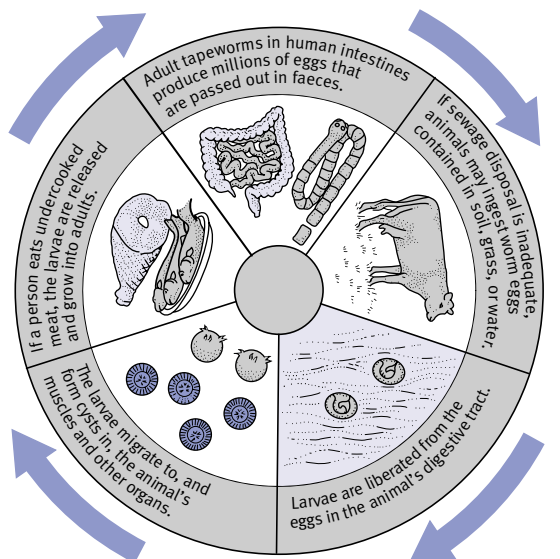 Adult tapeworms in human intestines
produce millions of eggs that
are passed out in faeces.
If sewage disposal is inadequate,
animals may ingest worm eggs
contained in soil, grass, or water.
Larvae are liberated from the
eggs in the animal's digestive tract.
The larvae migrate to, and
form cysts in, the animal's
muscles and other organs.
If a person eats undercooked
meat, the larvae are released
and grow into adults.